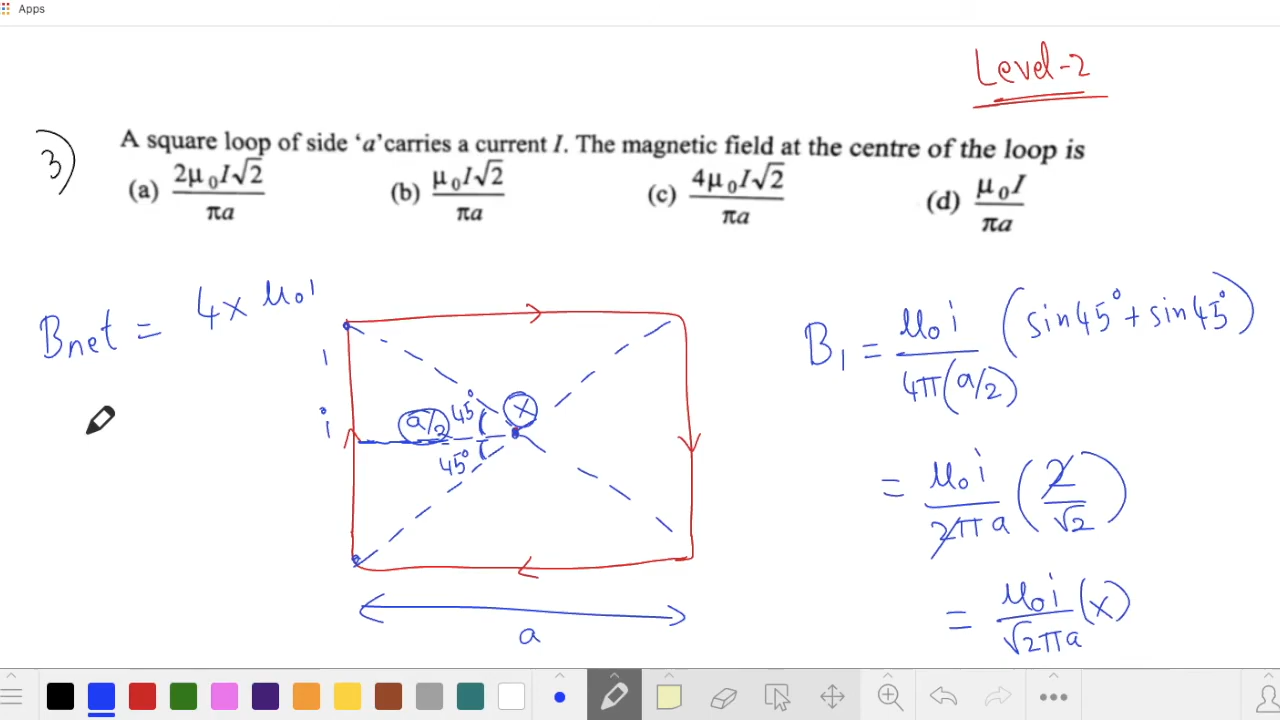 Apps
Level-2
3)
A square loop of side ‘a’ carries a current I. The magnetic field at the centre of the loop is
(a) 2μ₀I√2/πa (b) μ₀I√2/πa (c) 4μ₀I√2/πa (d) μ₀I/πa
Bnet = 4 × μ₀i
B₁ = μ₀i/4π(a/2) (sin45° + sin45°)
i
a/2 45° x
45°
= μ₀i/2πa (2/√2)
= μ₀i/√2πa (x)
a